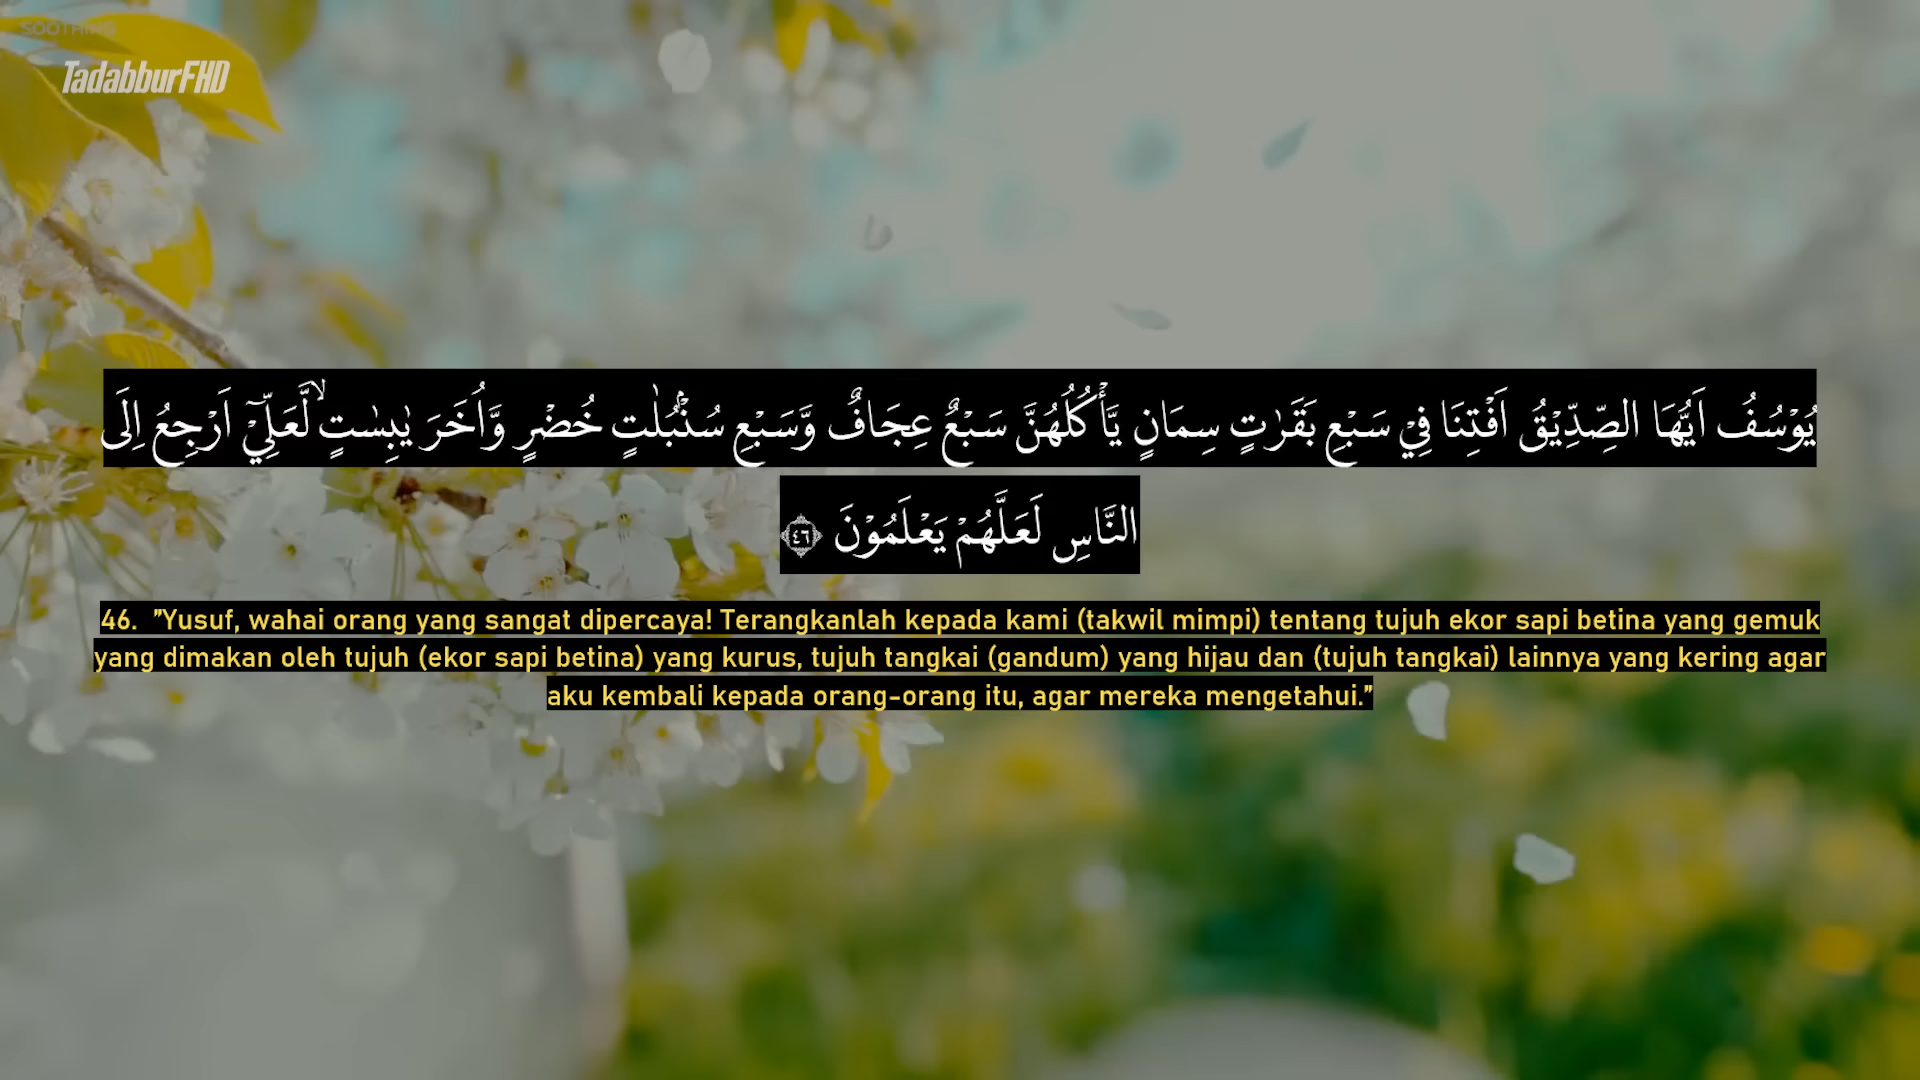 SOOTHING
TadabburFHD
يُوْسُفُ اَيُّهَا الصِّدِّيْقُ اَفْتِنَا فِيْ سَبْعِ بَقَرٰتٍ سِمَانٍ يَّأْكُلُهُنَّ سَبْعٌ عِجَافٌ وَّسَبْعِ سُنْۢبُلٰتٍ خُضْرٍ وَّاُخَرَ يٰبِسٰتٍۙ لَّعَلِّيْٓ اَرْجِعُ اِلَى
النَّاسِ لَعَلَّهُمْ يَعْلَمُوْنَ ٤٦
46. "Yusuf, wahai orang yang sangat dipercaya! Terangkanlah kepada kami (takwil mimpi) tentang tujuh ekor sapi betina yang gemuk
yang dimakan oleh tujuh (ekor sapi betina) yang kurus, tujuh tangkai (gandum) yang hijau dan (tujuh tangkai) lainnya yang kering agar
aku kembali kepada orang-orang itu, agar mereka mengetahui."